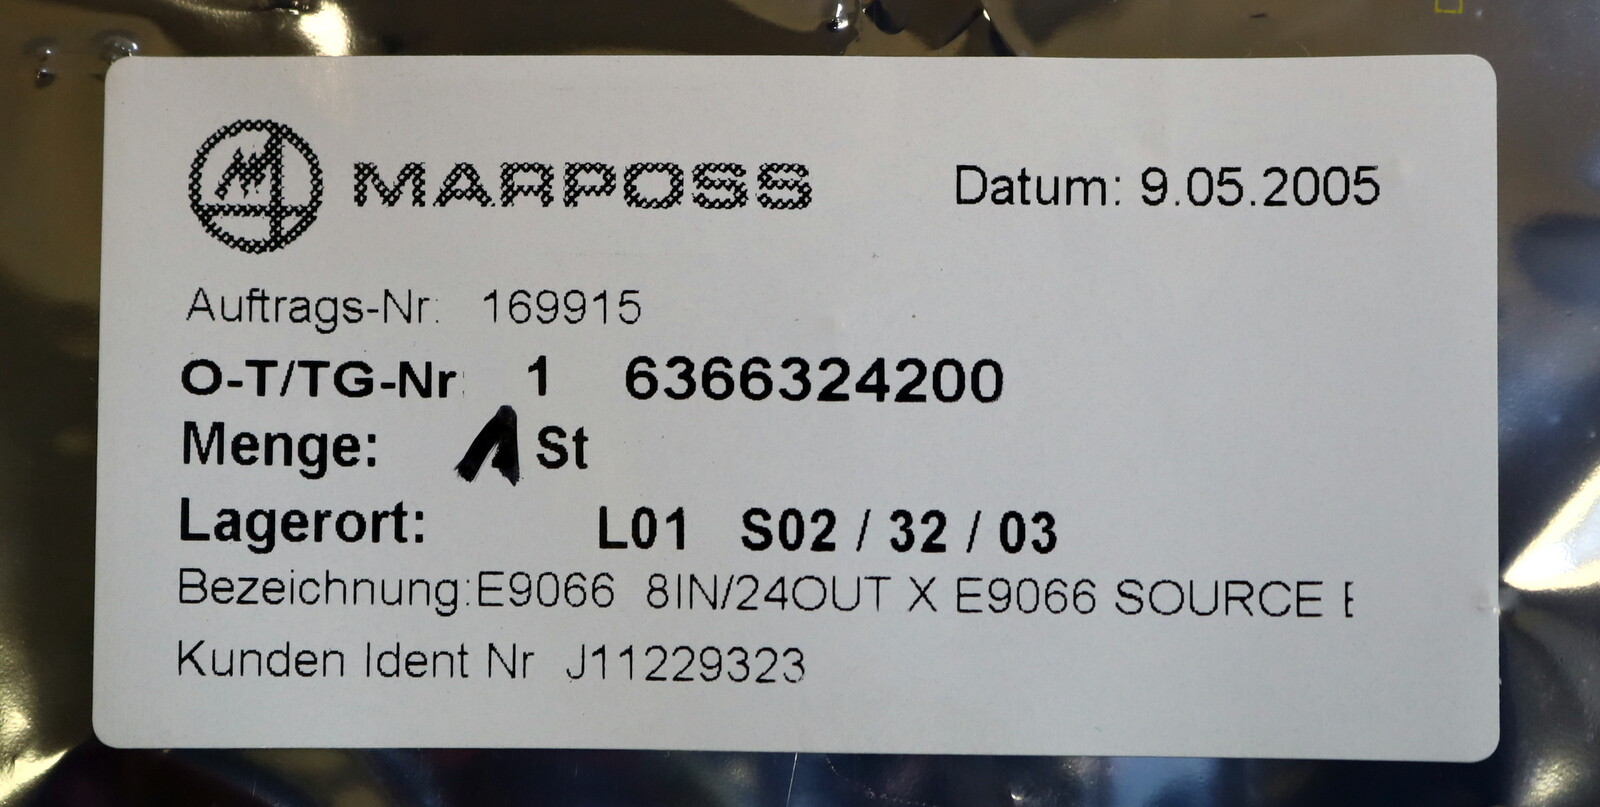 MARPOSS Datum: 9.05.2005
Auftrags-Nr: 169915
O-T/TG-Nr: 1 6366324200
Menge: 1 St
Lagerort: L01 S02 / 32 / 03
Bezeichnung: E9066 8IN/24OUT X E9066 SOURCE
Kunden Ident Nr J11229323